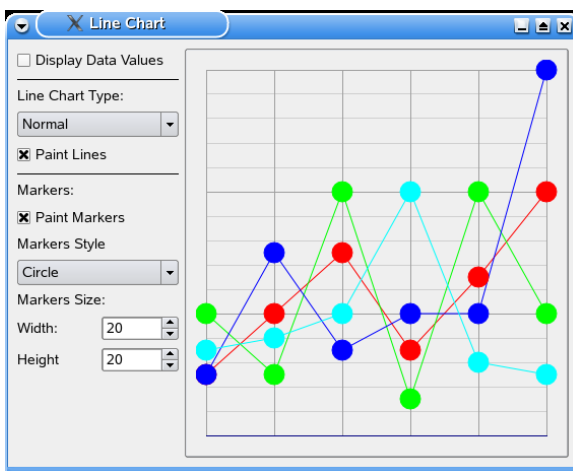 Line Chart
Display Data Values
Line Chart Type:
Normal
Paint Lines
Markers:
Paint Markers
Markers Style
Circle
Markers Size:
Width: 20
Height 20